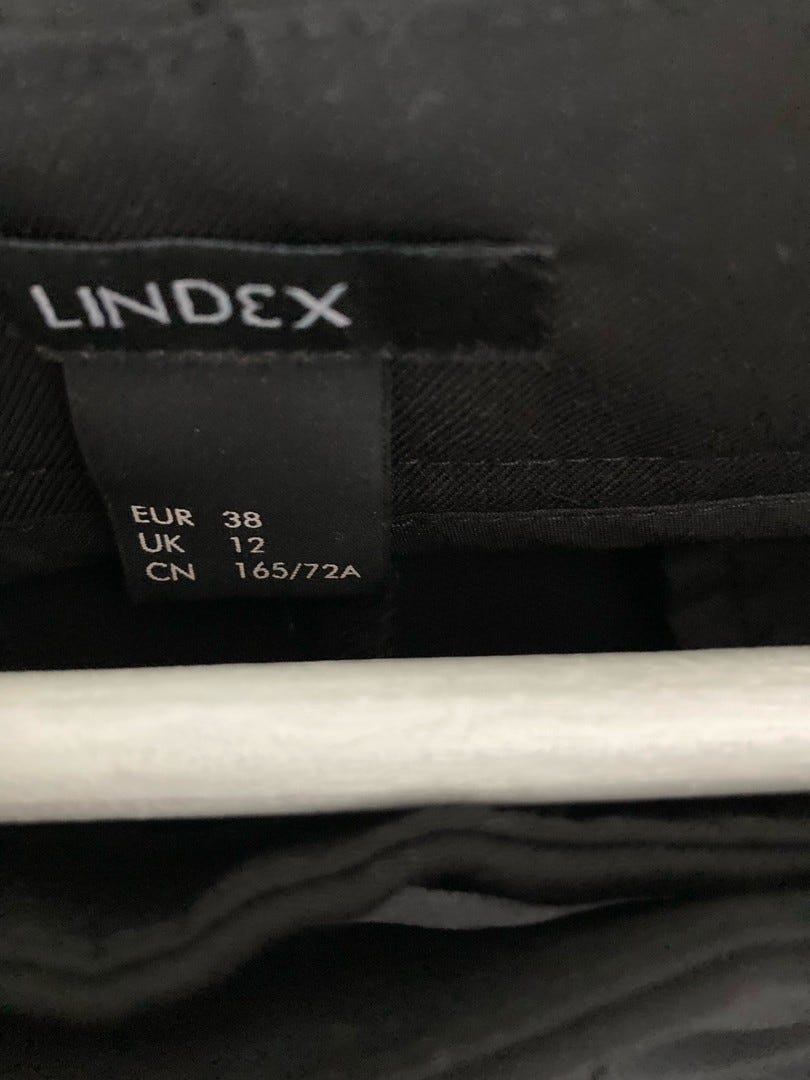 LINDEX
EUR 38
UK 12
CN 165/72A